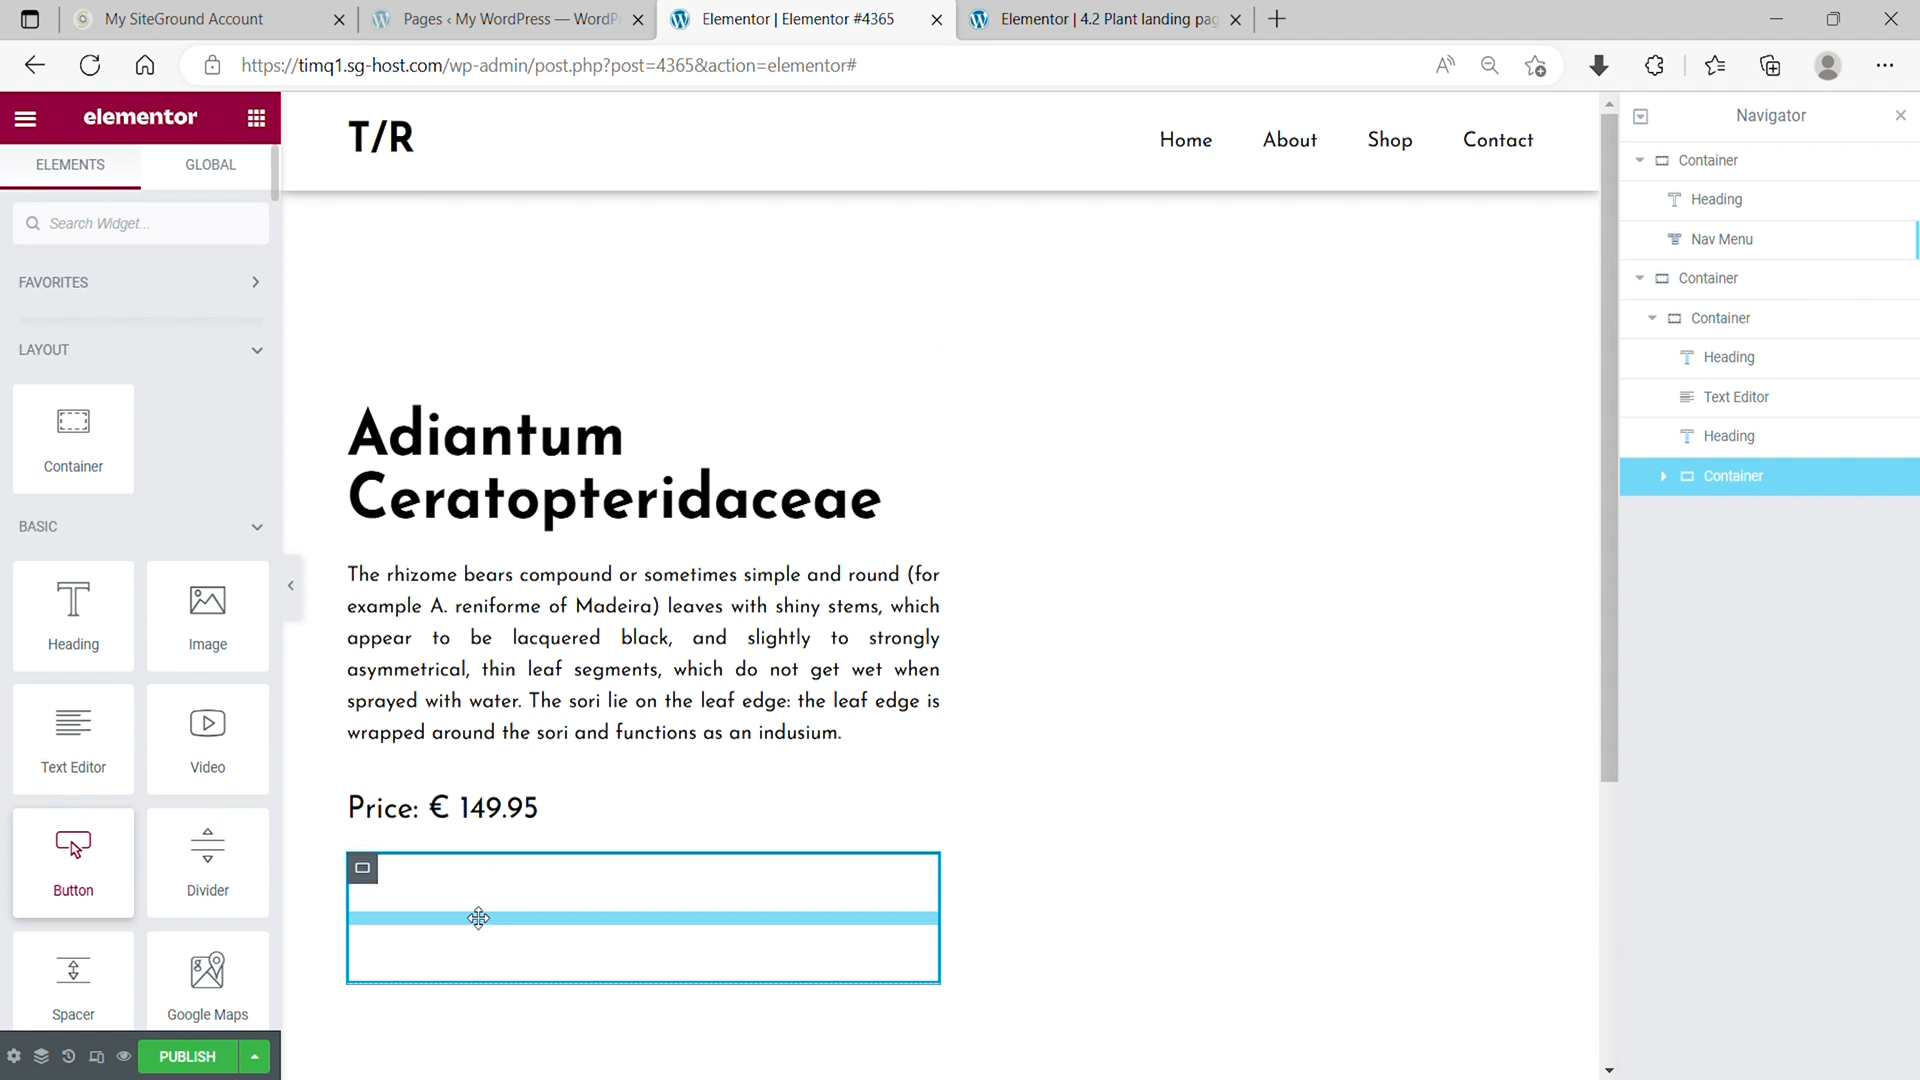 My SiteGround Account
Pages ‹ My WordPress — WordP
Elementor | Elementor #4365
Elementor | 4.2 Plant landing pag
https://timq1.sg-host.com/wp-admin/post.php?post=4365&action=elementor#
elementor
ELEMENTS
GLOBAL
Search Widget...
FAVORITES
LAYOUT
Container
BASIC
Heading
Image
Text Editor
Video
Button
Divider
Spacer
Google Maps
PUBLISH
T/R
Home
About
Shop
Contact
Adiantum
Ceratopteridaceae
The rhizome bears compound or sometimes simple and round (for
example A. reniforme of Madeira) leaves with shiny stems, which
appear to be lacquered black, and slightly to strongly
asymmetrical, thin leaf segments, which do not get wet when
sprayed with water. The sori lie on the leaf edge: the leaf edge is
wrapped around the sori and functions as an indusium.
Price: € 149.95
Navigator
Container
Heading
Nav Menu
Container
Container
Heading
Text Editor
Heading
Container